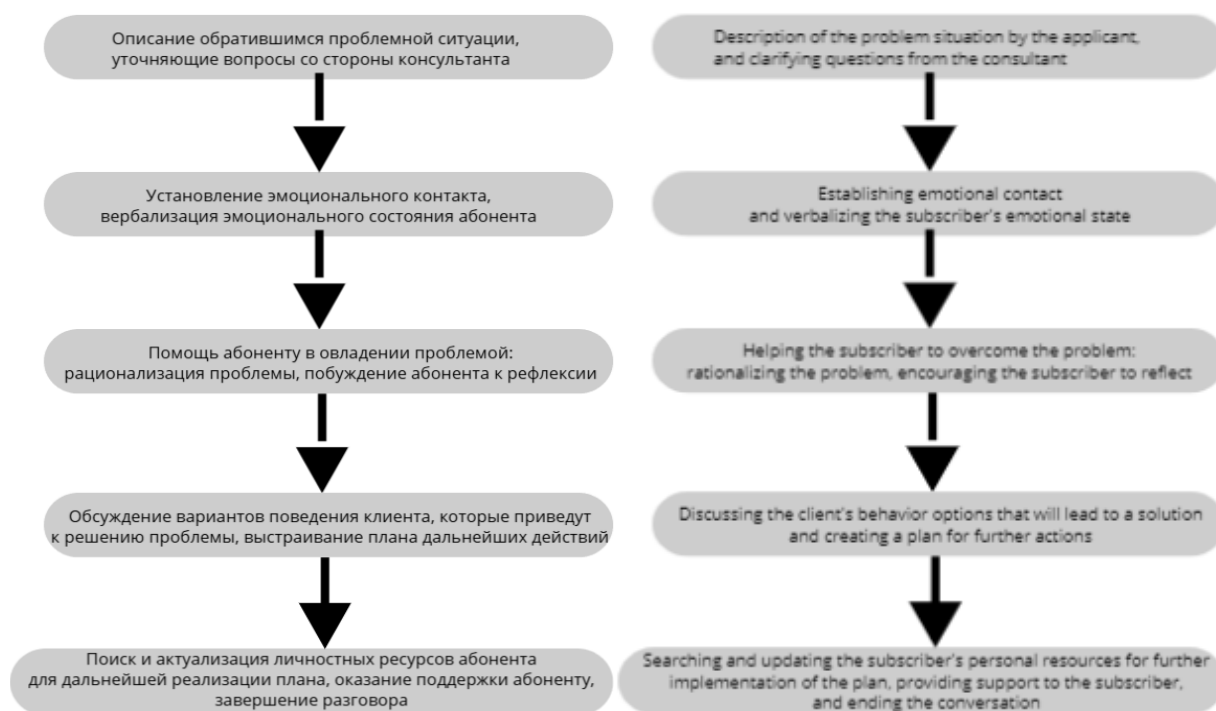 Описание обратившимся проблемной ситуации,
уточняющие вопросы со стороны консультанта
Установление эмоционального контакта,
вербализация эмоционального состояния абонента
Помощь абоненту в овладении проблемой:
рационализация проблемы, побуждение абонента к рефлексии
Обсуждение вариантов поведения клиента, которые приведут
к решению проблемы, выстраивание плана дальнейших действий
Поиск и актуализация личностных ресурсов абонента
для дальнейшей реализации плана, оказание поддержки абоненту,
завершение разговора
Description of the problem situation by the applicant,
and clarifying questions from the consultant
Establishing emotional contact
and verbalizing the subscriber's emotional state
Helping the subscriber to overcome the problem:
rationalizing the problem, encouraging the subscriber to reflect
Discussing the client's behavior options that will lead to a solution
and creating a plan for further actions
Searching and updating the subscriber's personal resources for further
implementation of the plan, providing support to the subscriber,
and ending the conversation